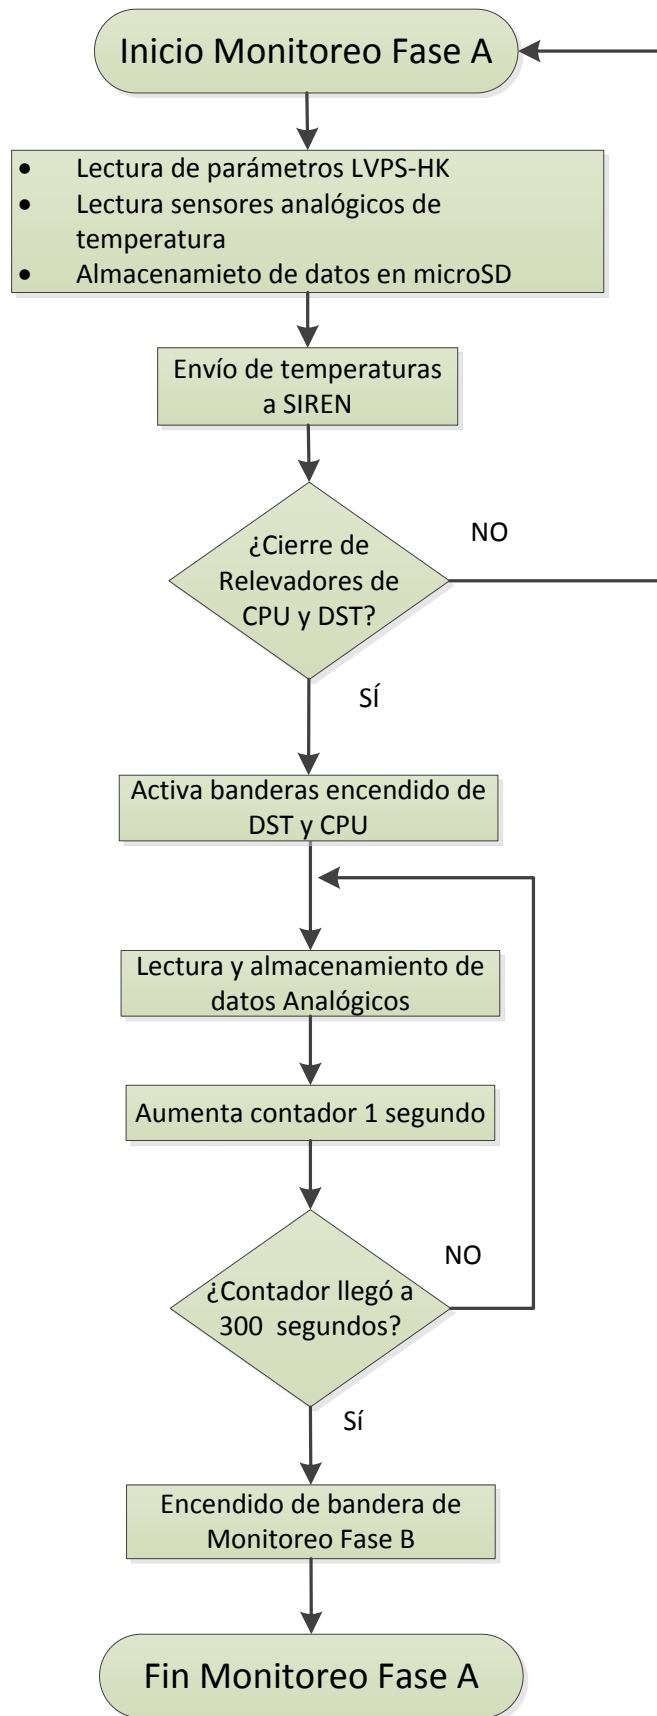 Inicio Monitoreo Fase A
• Lectura de parámetros LVPS-HK
• Lectura sensores analógicos de
temperatura
• Almacenamieto de datos en microSD
Envío de temperaturas
a SIREN
¿Cierre de
Relevadores de
CPU y DST?
NO
SÍ
Activa banderas encendido de
DST y CPU
Lectura y almacenamiento de
datos Analógicos
Aumenta contador 1 segundo
¿Contador llegó a
300 segundos?
NO
Sí
Encendido de bandera de
Monitoreo Fase B
Fin Monitoreo Fase A